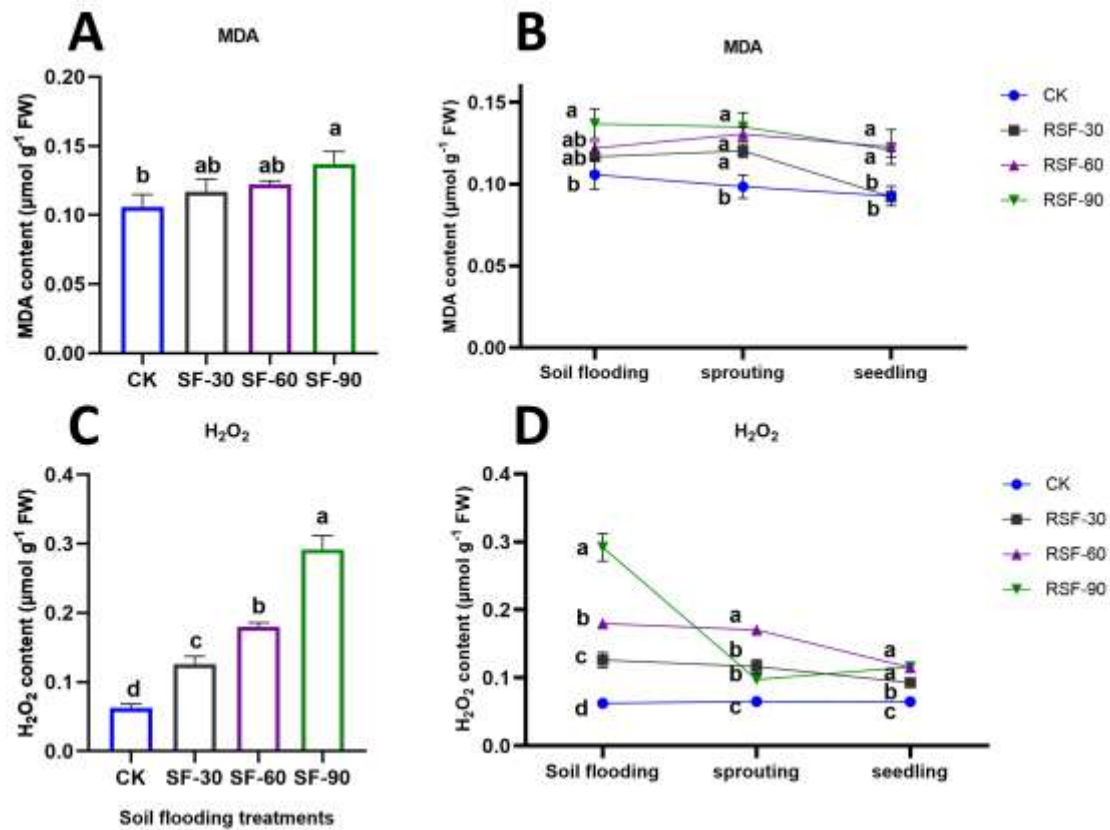 A
MDA
MDA content (µmol g⁻¹ FW)
0.20
0.15
0.10
0.05
0.00
b
ab
ab
a
CK
SF-30
SF-60
SF-90
B
MDA
MDA content (µmol g⁻¹ FW)
0.15
0.10
0.05
0.00
a
ab
ab
b
a
a
a
b
a
a
b
b
Soil flooding
sprouting
seedling
CK
RSF-30
RSF-60
RSF-90
C
H₂O₂
H₂O₂ content (µmol g⁻¹ FW)
0.4
0.3
0.2
0.1
0.0
d
c
b
a
CK
SF-30
SF-60
SF-90
Soil flooding treatments
D
H₂O₂
H₂O₂ content (µmol g⁻¹ FW)
0.4
0.3
0.2
0.1
0.0
a
b
c
d
a
b
b
c
a
a
b
c
Soil flooding
sprouting
seedling
CK
RSF-30
RSF-60
RSF-90